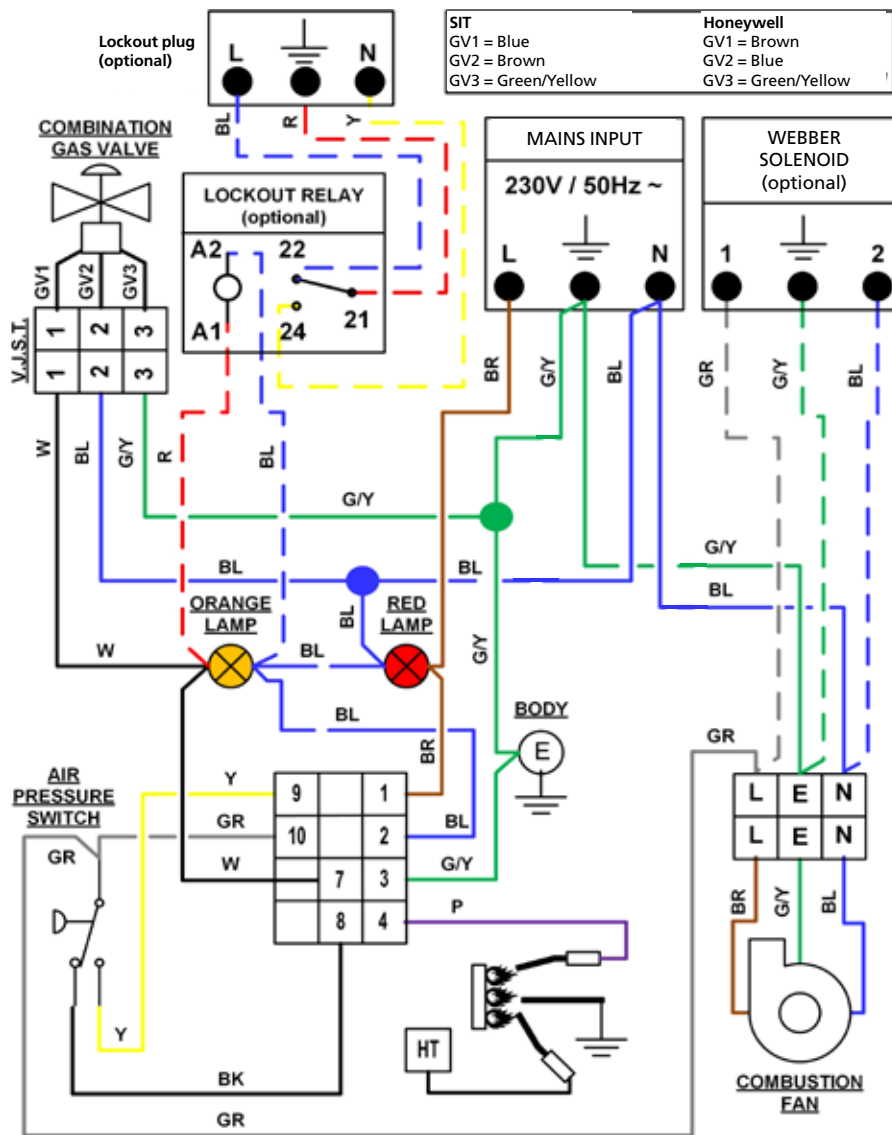 Lockout plug
(optional)
L
N
SIT
GV1 = Blue
GV2 = Brown
GV3 = Green/Yellow
Honeywell
GV1 = Brown
GV2 = Blue
GV3 = Green/Yellow
BL
R
Y
COMBINATION
GAS VALVE
MAINS INPUT
230V / 50Hz ~
L
N
WEBBER
SOLENOID
(optional)
1
2
LOCKOUT RELAY
(optional)
A2
22
A1
24
21
GV1
GV2
GV3
V.J.S.T.
1
2
3
1
2
3
BR
G/Y
BL
GR
G/Y
BL
W
BL
G/Y
R
BL
G/Y
G/Y
BL
BL
BL
ORANGE
LAMP
BL
RED
LAMP
G/Y
W
BL
BL
BR
BODY
E
GR
AIR
PRESSURE
SWITCH
Y
9
1
GR
10
2
BL
GR
W
7
3
G/Y
8
4
P
L
E
N
L
E
N
BR
G/Y
BL
Y
HT
BK
GR
COMBUSTION
FAN